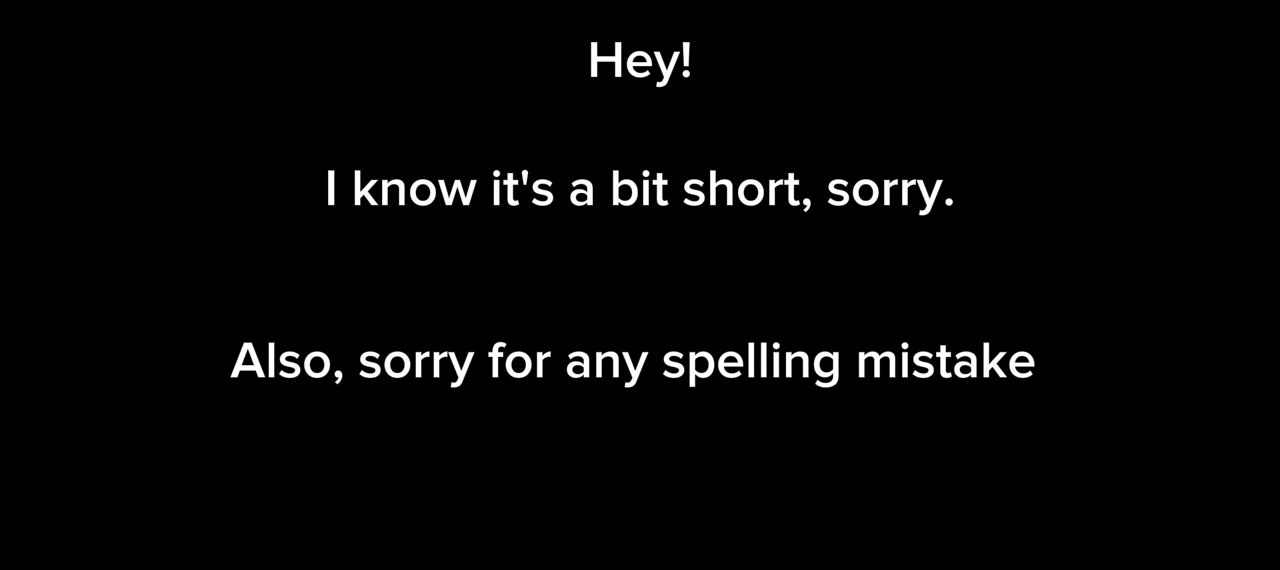 Hey!
I know it's a bit short, sorry.
Also, sorry for any spelling mistake